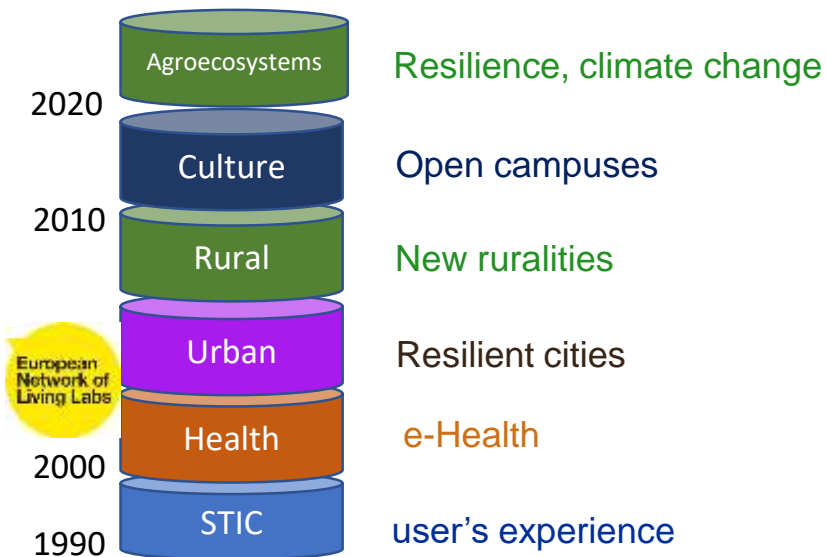 Agroecosystems Resilience, climate change
2020
Culture Open campuses
2010
Rural New ruralities
Urban Resilient cities
European
Network of
Living Labs
Health e-Health
2000
STIC user's experience
1990